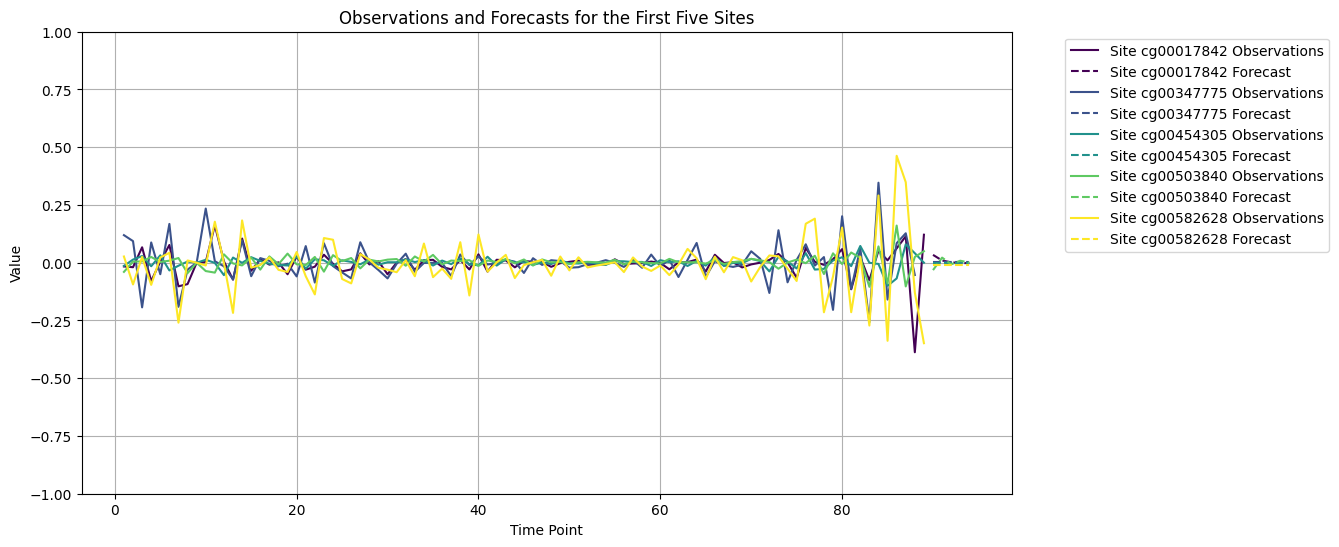 Observations and Forecasts for the First Five Sites
1.00
0.75
0.50
0.25
0.00
−0.25
−0.50
−0.75
−1.00
Value
0
20
40
60
80
Time Point
Site cg00017842 Observations
Site cg00017842 Forecast
Site cg00347775 Observations
Site cg00347775 Forecast
Site cg00454305 Observations
Site cg00454305 Forecast
Site cg00503840 Observations
Site cg00503840 Forecast
Site cg00582628 Observations
Site cg00582628 Forecast